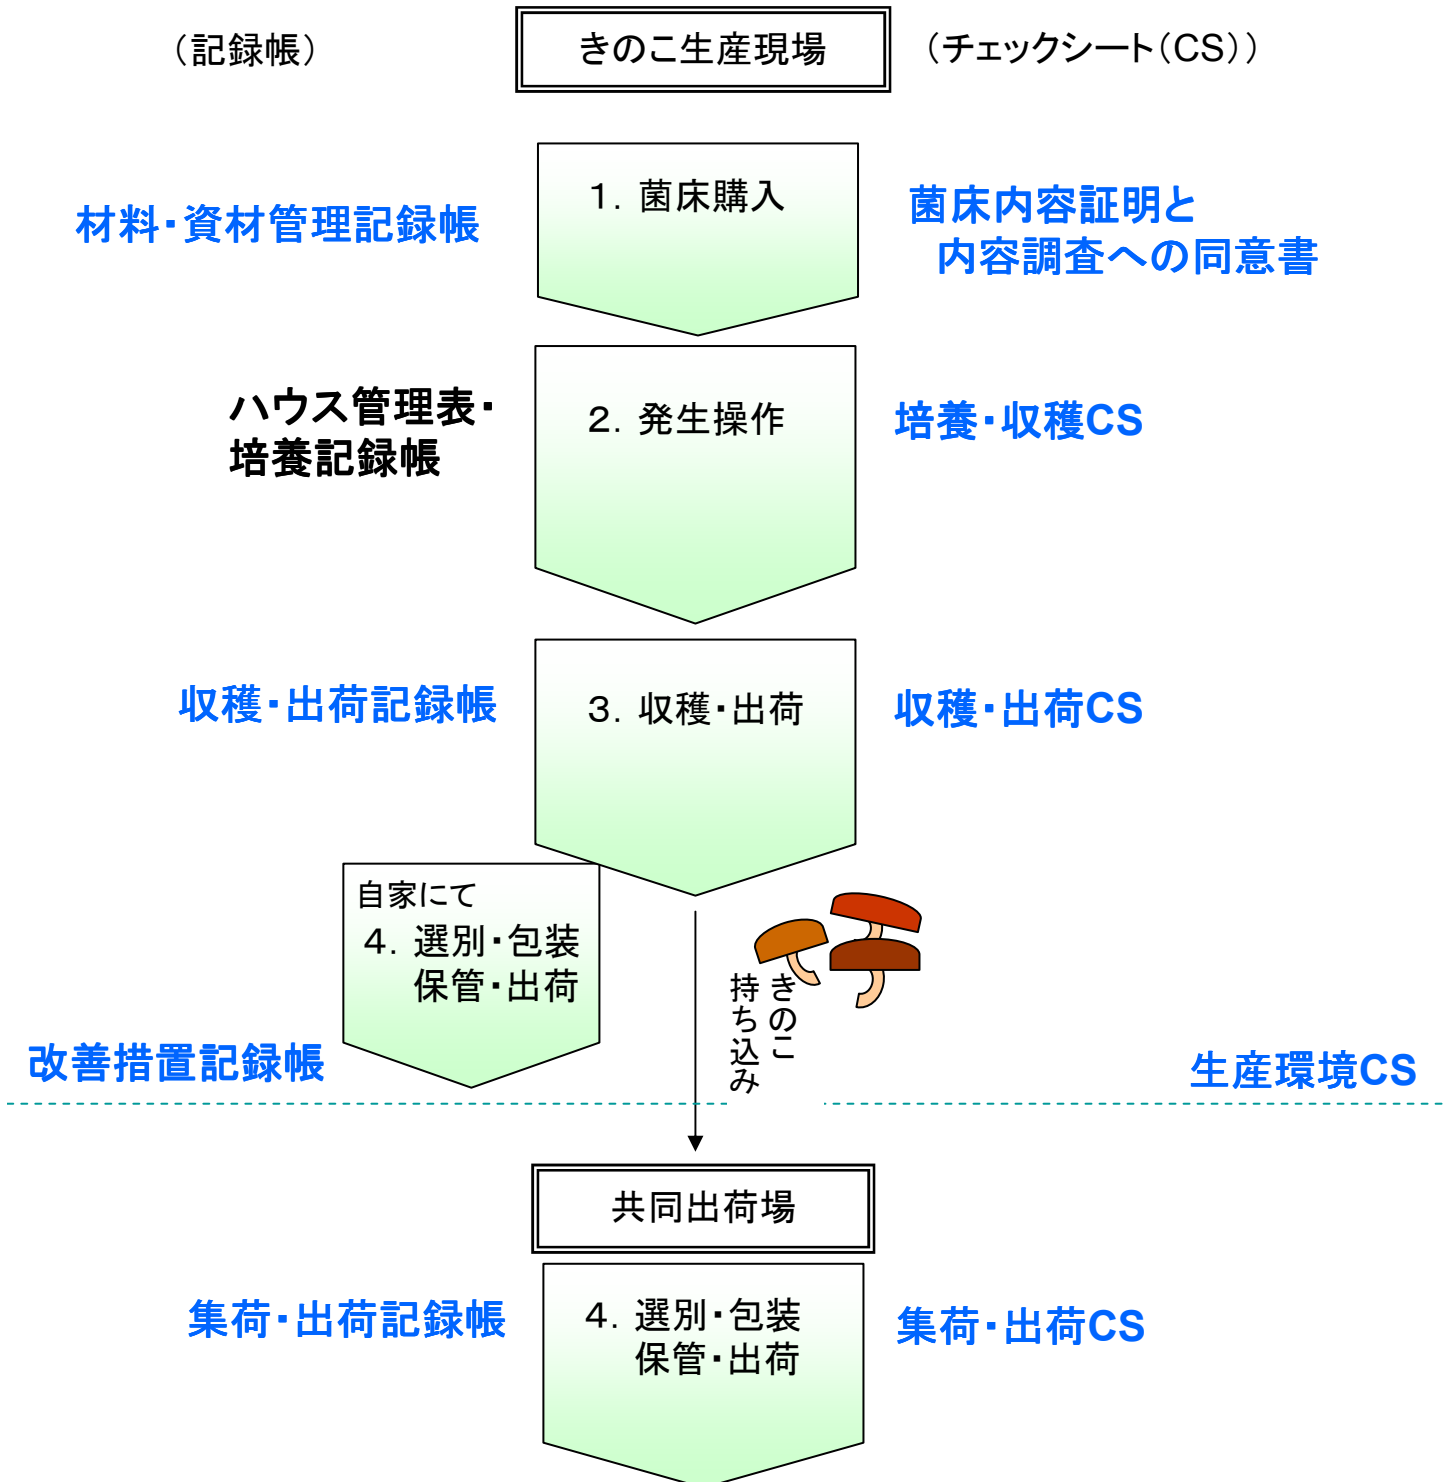 （記録帳）
きのこ生産現場
（チェックシート（CS））
1．菌床購入
材料・資材管理記録帳
菌床内容証明と
内容調査への同意書
ハウス管理表・
培養記録帳
2．発生操作
培養・収穫CS
収穫・出荷記録帳
3．収穫・出荷
収穫・出荷CS
自家にて
4．選別・包装
保管・出荷
きのこ
持ち込み
改善措置記録帳
生産環境CS
共同出荷場
集荷・出荷記録帳
4．選別・包装
保管・出荷
集荷・出荷CS